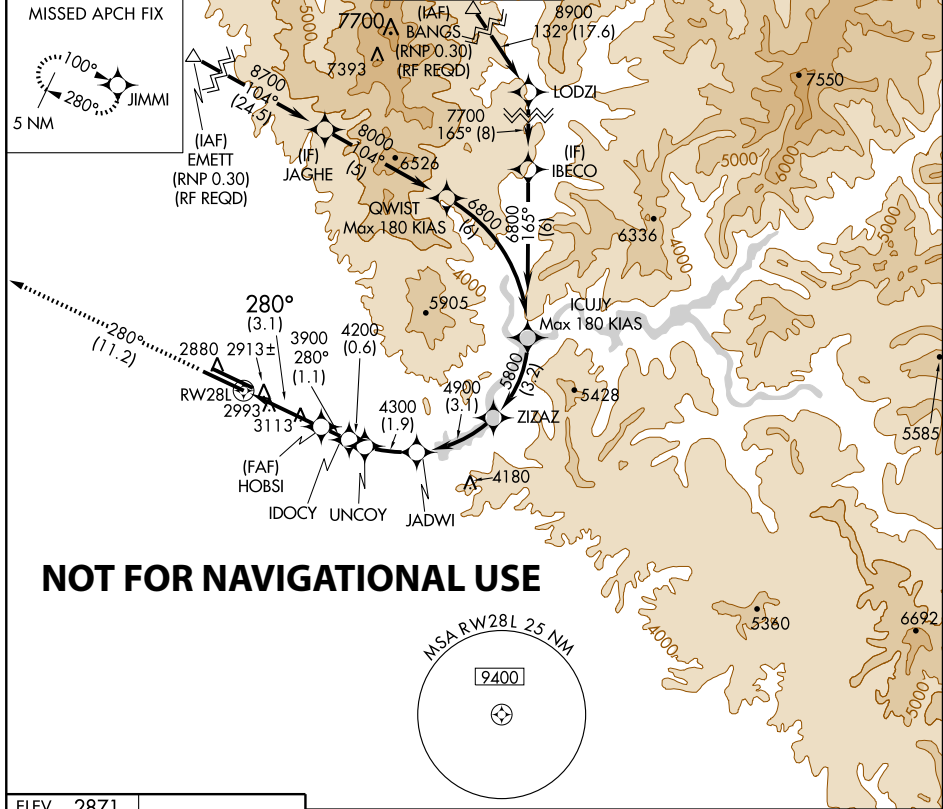 MISSED APCH FIX
100°
280°
JIMMI
5 NM
8700
104°
(24.5)
(IAF)
EMETT
(RNP 0.30)
(RF REQD)
7700
7393
5000
(IAF)
BANGS
(RNP 0.30)
(RF REQD)
8900
132° (17.6)
LODZI
7550
7700
165° (8)
5000
6000
(IF)
JAGHE
8000
104°
(5)
6526
(IF)
IBECO
QWIST
Max 180 KIAS
6800
(6)
6800
165°
(6)
6336
4000
5000
4000
5905
ICUJY
Max 180 KIAS
280°
(11.2)
280°
(3.1)
2880
2913±
3900
280°
(1.1)
4200
(0.6)
RW28L
2993
3113
4300
(1.9)
4900
(3.1)
5800
(3.2)
ZIZAZ
5428
5585
(FAF)
HOBSI
IDOCY
UNCOY
JADWI
4180
NOT FOR NAVIGATIONAL USE
MSA RW28L 25 NM
9400
5360
4000
6692
5000
ELEV 2871